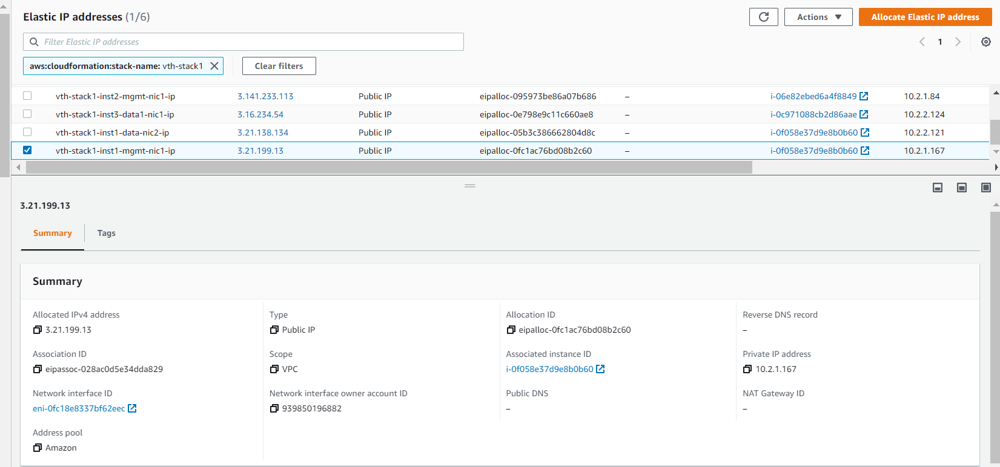 Elastic IP addresses (1/6)
Actions
Allocate Elastic IP address
Filter Elastic IP addresses
1
aws:cloudformation:stack-name: vth-stack1
Clear filters
vth-stack1-inst2-mgmt-nic1-ip 3.141.233.113 Public IP eipalloc-095973be86a07b686 – i-06e82ebed6a4f8849 10.2.1.84
vth-stack1-inst3-data1-nic1-ip 3.16.234.54 Public IP eipalloc-0e798e9c11c660ae8 – i-0c971088cb2d86aae 10.2.2.124
vth-stack1-inst1-data-nic2-ip 3.21.138.134 Public IP eipalloc-05b3c386662804d8c – i-0f058e37d9e8b0b60 10.2.2.121
vth-stack1-inst1-mgmt-nic1-ip 3.21.199.13 Public IP eipalloc-0fc1ac76bd08b2c60 – i-0f058e37d9e8b0b60 10.2.1.167
3.21.199.13
Summary Tags
Summary
Allocated IPv4 address
3.21.199.13
Type
Public IP
Allocation ID
eipalloc-0fc1ac76bd08b2c60
Reverse DNS record
–
Association ID
eipassoc-028ac0d5e34dda829
Scope
VPC
Associated instance ID
i-0f058e37d9e8b0b60
Private IP address
10.2.1.167
Network interface ID
eni-0fc18e8337bf62eec
Network interface owner account ID
939850196882
Public DNS
–
NAT Gateway ID
–
Address pool
Amazon